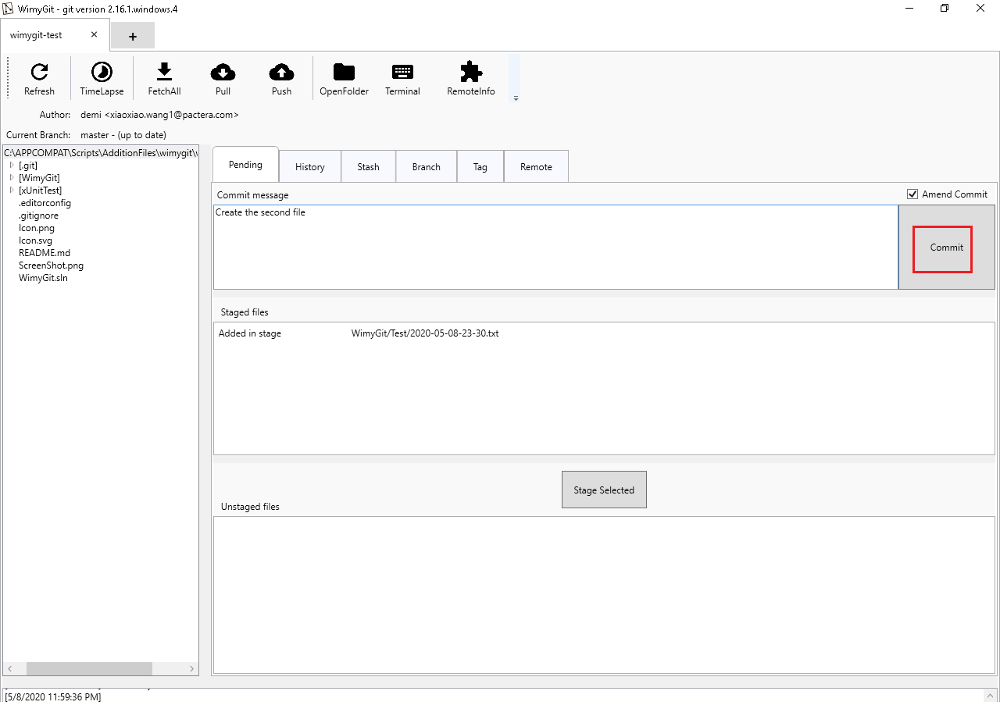 WimyGit - git version 2.16.1.windows.4
wimygit-test
+
Refresh
TimeLapse
FetchAll
Pull
Push
OpenFolder
Terminal
RemoteInfo
Author: demi <xiaoxiao.wang1@pactera.com>
Current Branch: master - (up to date)
C:\APPCOMPAT\Scripts\AdditionFiles\wimygit\
[.git]
[WimyGit]
[xUnitTest]
.editorconfig
.gitignore
Icon.png
Icon.svg
README.md
ScreenShot.png
WimyGit.sln
Pending
History
Stash
Branch
Tag
Remote
Commit message
Amend Commit
Create the second file
Commit
Staged files
Added in stage WimyGit/Test/2020-05-08-23-30.txt
Stage Selected
Unstaged files
[5/8/2020 11:59:36 PM]